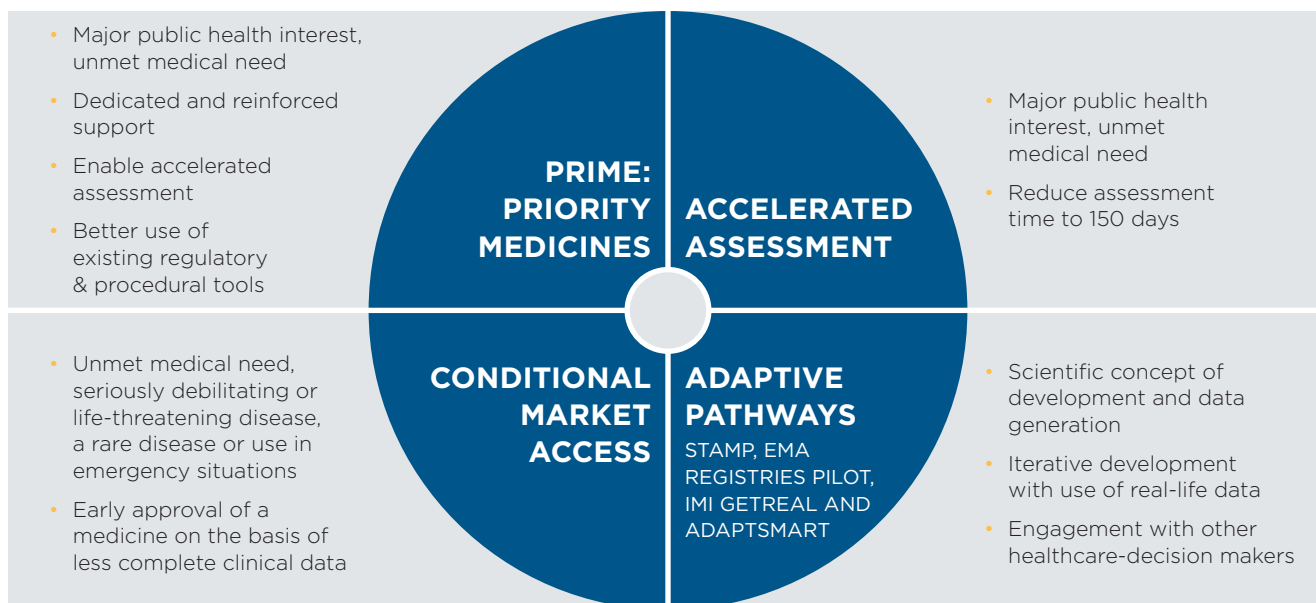 • Major public health interest,
unmet medical need
• Dedicated and reinforced
support
• Enable accelerated
assessment
• Better use of
existing regulatory
& procedural tools
PRIME:
PRIORITY
MEDICINES
ACCELERATED
ASSESSMENT
• Major public health
interest, unmet
medical need
• Reduce assessment
time to 150 days
• Unmet medical need,
seriously debilitating or
life-threatening disease,
a rare disease or use in
emergency situations
• Early approval of a
medicine on the basis of
less complete clinical data
CONDITIONAL
MARKET
ACCESS
ADAPTIVE
PATHWAYS
STAMP, EMA
REGISTRIES PILOT,
IMI GETREAL AND
ADAPTSMART
• Scientific concept of
development and data
generation
• Iterative development
with use of real-life data
• Engagement with other
healthcare-decision makers